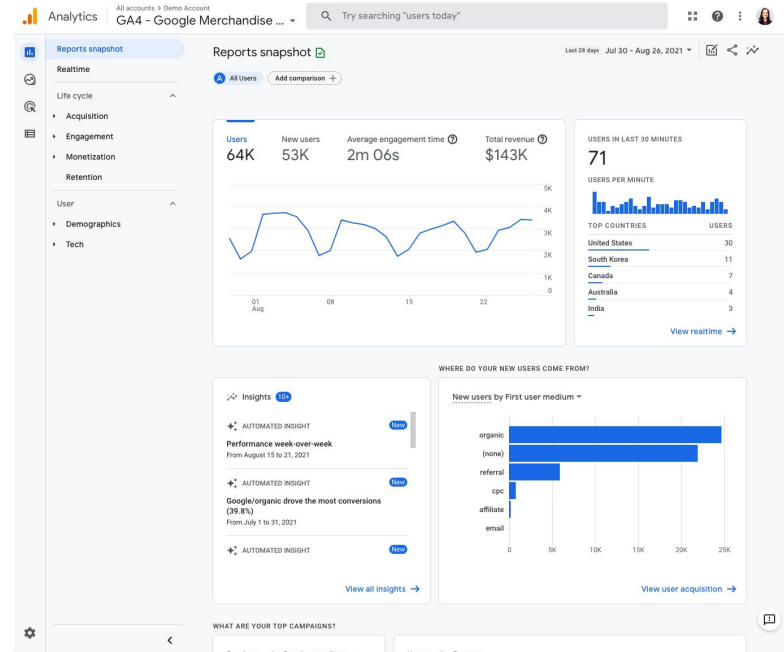 Analytics
All accounts > Demo Account
GA4 - Google Merchandise ...
Try searching "users today"
Reports snapshot
Realtime
Life cycle
Acquisition
Engagement
Monetization
Retention
User
Demographics
Tech
Reports snapshot
Last 28 days Jul 30 - Aug 26, 2021
A All Users
Add comparison +
Users
64K
New users
53K
Average engagement time
2m 06s
Total revenue
$143K
5K
4K
3K
2K
1K
0
01
Aug
08
15
22
USERS IN LAST 30 MINUTES
71
USERS PER MINUTE
TOP COUNTRIES USERS
United States 30
South Korea 11
Canada 7
Australia 4
India 3
View realtime
Insights 10+
AUTOMATED INSIGHT New
Performance week-over-week
From August 15 to 21, 2021
AUTOMATED INSIGHT New
Google/organic drove the most conversions
(39.8%)
From July 1 to 31, 2021
AUTOMATED INSIGHT New
View all insights
WHERE DO YOUR NEW USERS COME FROM?
New users by First user medium
organic
(none)
referral
cpc
affiliate
email
0 5K 10K 15K 20K 25K
View user acquisition
WHAT ARE YOUR TOP CAMPAIGNS?